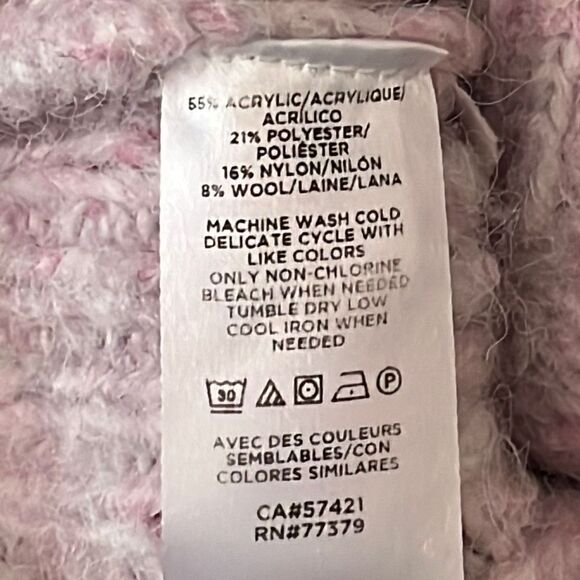 55% ACRYLIC/ACRYLIQUE/
ACRÍLICO
21% POLYESTER/
POLIÉSTER
16% NYLON/NILÓN
8% WOOL/LAINE/LANA
MACHINE WASH COLD
DELICATE CYCLE WITH
LIKE COLORS
ONLY NON-CHLORINE
BLEACH WHEN NEEDED
TUMBLE DRY LOW
COOL IRON WHEN
NEEDED
30 P
AVEC DES COULEURS
SEMBLABLES/CON
COLORES SIMILARES
CA#57421
RN#77379